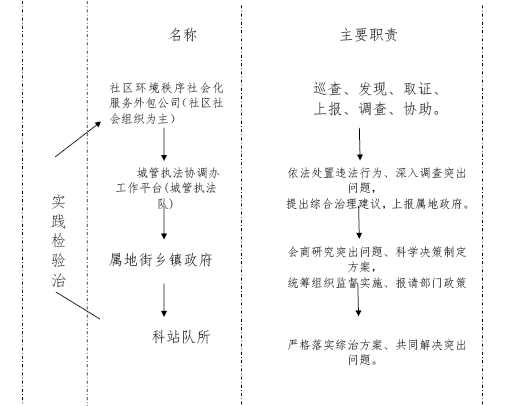 名称
主要职责
社区环境秩序社会化
服务外包公司(社区社
会组织为主)
巡查、发现、取证、
上报、调查、协助。
城管执法协调办
工作平台(城管执法
队)
依法处置违法行为、深入调查突出
问题,
提出综合治理建议，上报属地政府。
实
践
检
验
治
属地街乡镇政府
会商研究突出问题、科学决策制定
方案,
统筹组织监督实施、报请部门政策
科站队所
严格落实综治方案、共同解决突出
问题。